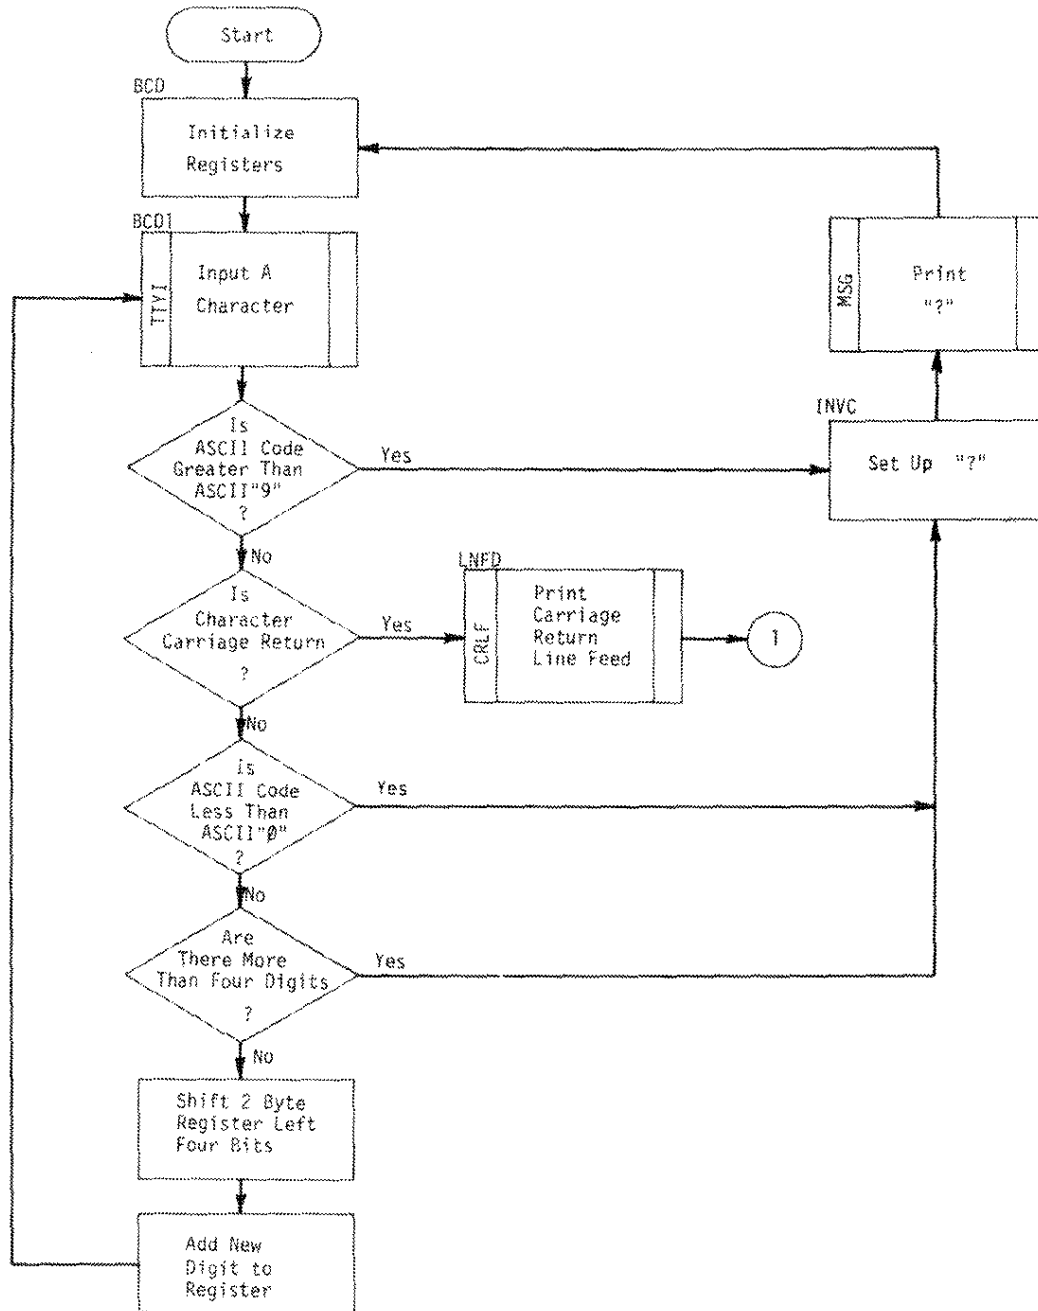 Start
BCD
Initialize
Registers
BCD1
TTYI
Input A
Character
MSG
Print
"?"
Is
ASCII Code
Greater Than
ASCII"9"
?
Yes
INVC
Set Up "?"
No
Is
Character
Carriage Return
?
Yes
LNFD
CRLF
Print
Carriage
Return
Line Feed
1
No
Is
ASCII Code
Less Than
ASCII"Ø"
?
Yes
No
Are
There More
Than Four Digits
?
Yes
No
Shift 2 Byte
Register Left
Four Bits
Add New
Digit to
Register